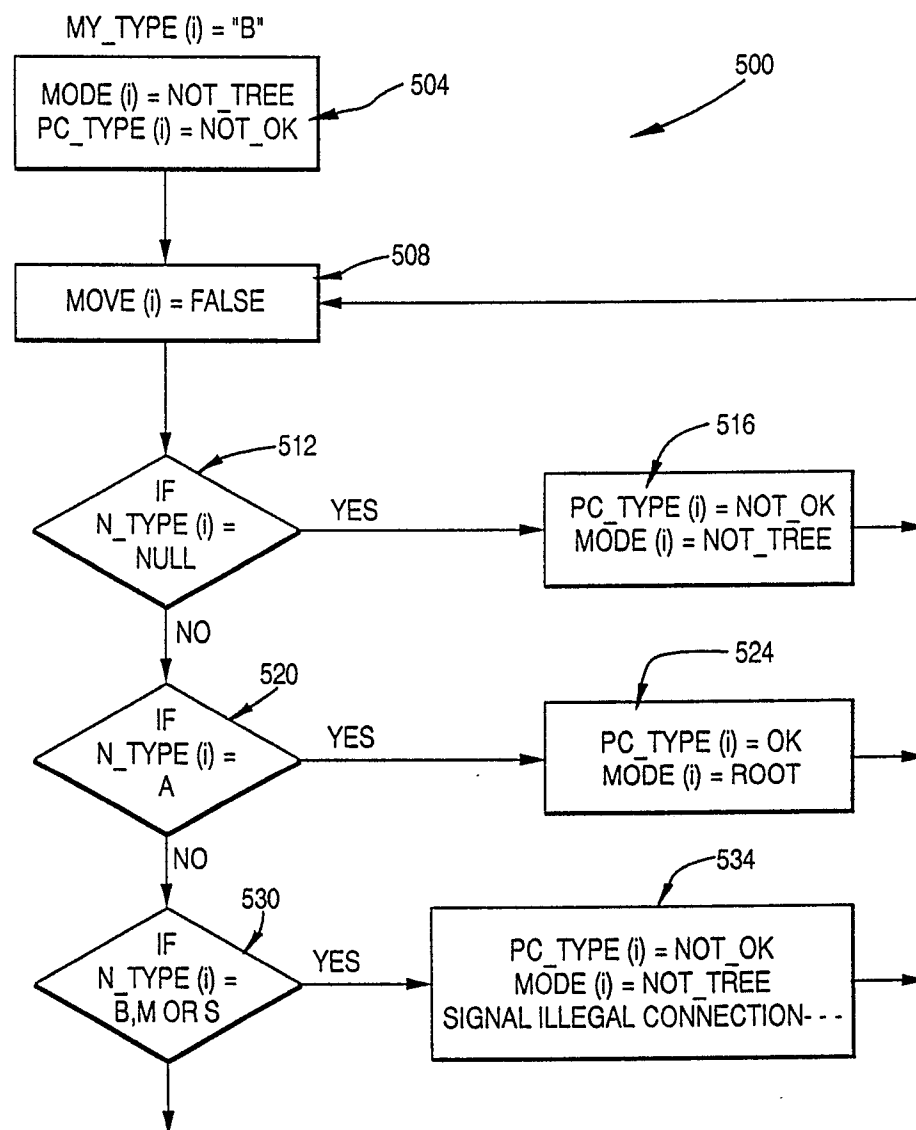 MY_TYPE (i) = "B"
500
504
MODE (i) = NOT_TREE
PC_TYPE (i) = NOT_OK
508
MOVE (i) = FALSE
512
IF
N_TYPE (i) =
NULL
YES
516
PC_TYPE (i) = NOT_OK
MODE (i) = NOT_TREE
NO
520
IF
N_TYPE (i) =
A
YES
524
PC_TYPE (i) = OK
MODE (i) = ROOT
NO
530
IF
N_TYPE (i) =
B,M OR S
YES
534
PC_TYPE (i) = NOT_OK
MODE (i) = NOT_TREE
SIGNAL ILLEGAL CONNECTION- - -